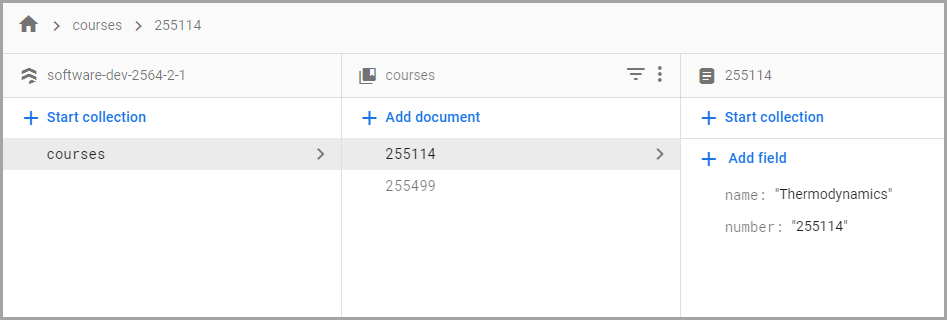 courses
255114
software-dev-2564-2-1
courses
255114
Start collection
Add document
Start collection
courses
255114
255499
Add field
name: "Thermodynamics"
number: "255114"